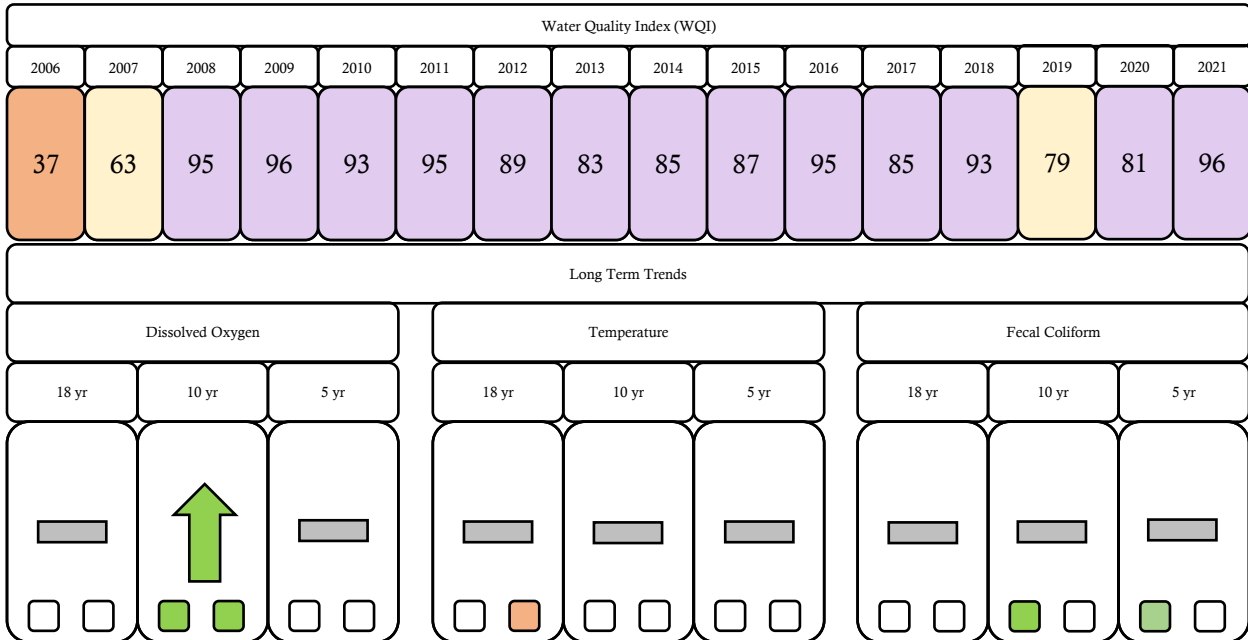 Water Quality Index (WQI)
2006 2007 2008 2009 2010 2011 2012 2013 2014 2015 2016 2017 2018 2019 2020 2021
37 63 95 96 93 95 89 83 85 87 95 85 93 79 81 96
Long Term Trends
Dissolved Oxygen Temperature Fecal Coliform
18 yr 10 yr 5 yr 18 yr 10 yr 5 yr 18 yr 10 yr 5 yr